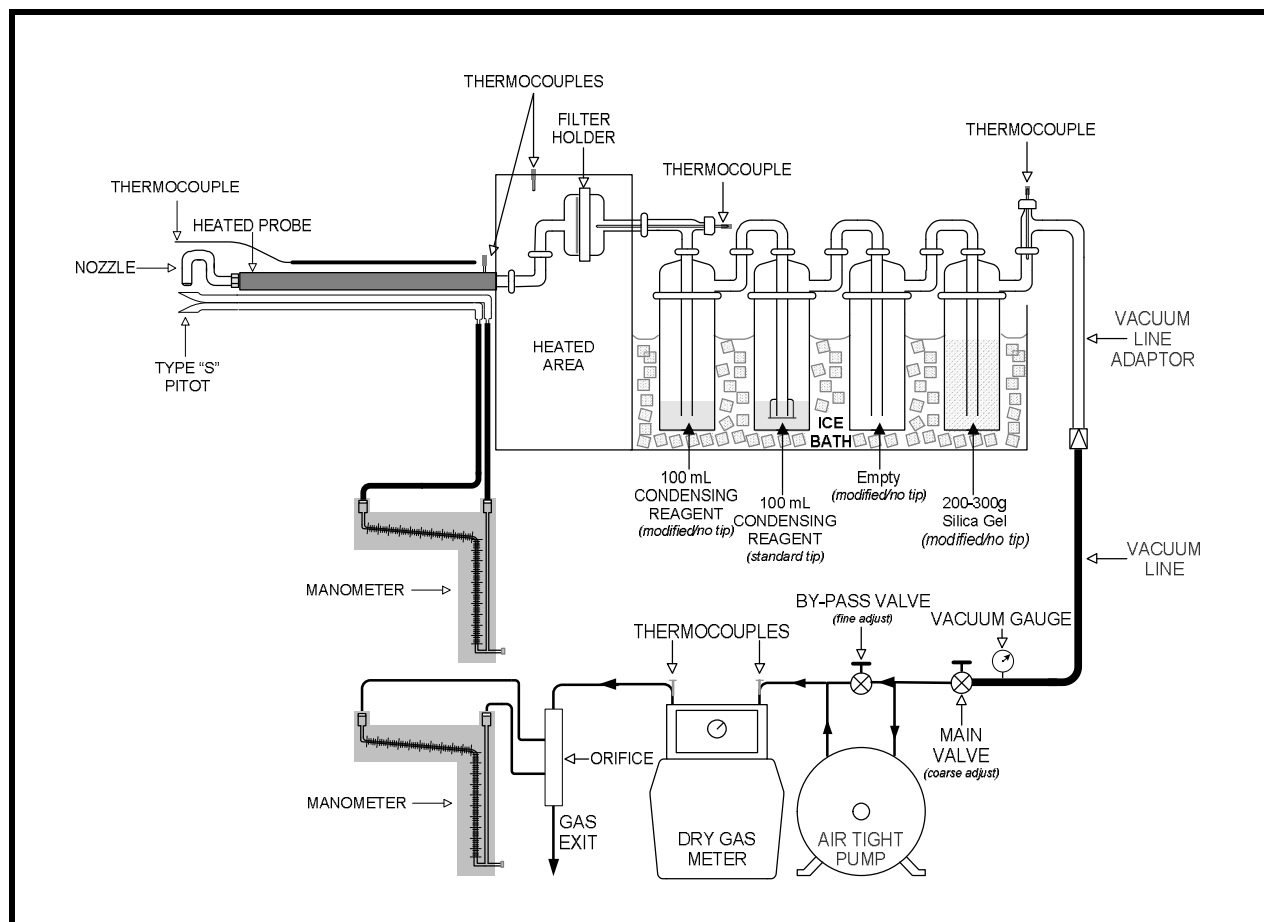 THERMOCOUPLES
FILTER
HOLDER
THERMOCOUPLE
THERMOCOUPLE
THERMOCOUPLE
HEATED PROBE
NOZZLE
TYPE “S”
PITOT
HEATED
AREA
VACUUM
LINE
ADAPTOR
ICE
BATH
100 mL
CONDENSING
REAGENT
(modified/no tip)
100 mL
CONDENSING
REAGENT
(standard tip)
Empty
(modified/no tip)
200-300g
Silica Gel
(modified/no tip)
VACUUM
LINE
MANOMETER
BY-PASS VALVE
(fine adjust)
VACUUM GAUGE
THERMOCOUPLES
MAIN
VALVE
(coarse adjust)
ORIFICE
MANOMETER
GAS
EXIT
DRY GAS
METER
AIR TIGHT
PUMP